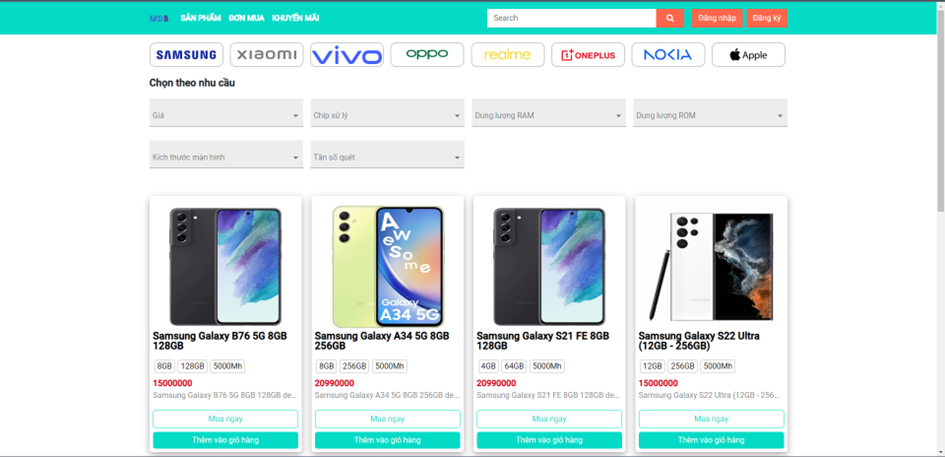 MDB SẢN PHẨM ĐƠN MUA KHUYẾN MÃI Search Đăng nhập Đăng ký
SAMSUNG xiaomi vivo oppo realme 1+ ONEPLUS NOKIA Apple
Chọn theo nhu cầu
Giá Chip xử lý Dung lượng RAM Dung lượng ROM
Kích thước màn hình Tần số quét
Awesome
Galaxy
A34 5G
Samsung Galaxy B76 5G 8GB
128GB
8GB 128GB 5000Mh
15000000
Samsung Galaxy B76 5G 8GB 128GB de...
Mua ngay
Thêm vào giỏ hàng
Samsung Galaxy A34 5G 8GB
256GB
8GB 256GB 5000Mh
20990000
Samsung Galaxy A34 5G 8GB 256GB de...
Mua ngay
Thêm vào giỏ hàng
Samsung Galaxy S21 FE 8GB
128GB
4GB 64GB 5000Mh
20990000
Samsung Galaxy S21 FE 8GB 128GB de...
Mua ngay
Thêm vào giỏ hàng
Samsung Galaxy S22 Ultra
(12GB - 256GB)
12GB 256GB 5000Mh
15000000
Samsung Galaxy S22 Ultra (12GB - 256...
Mua ngay
Thêm vào giỏ hàng